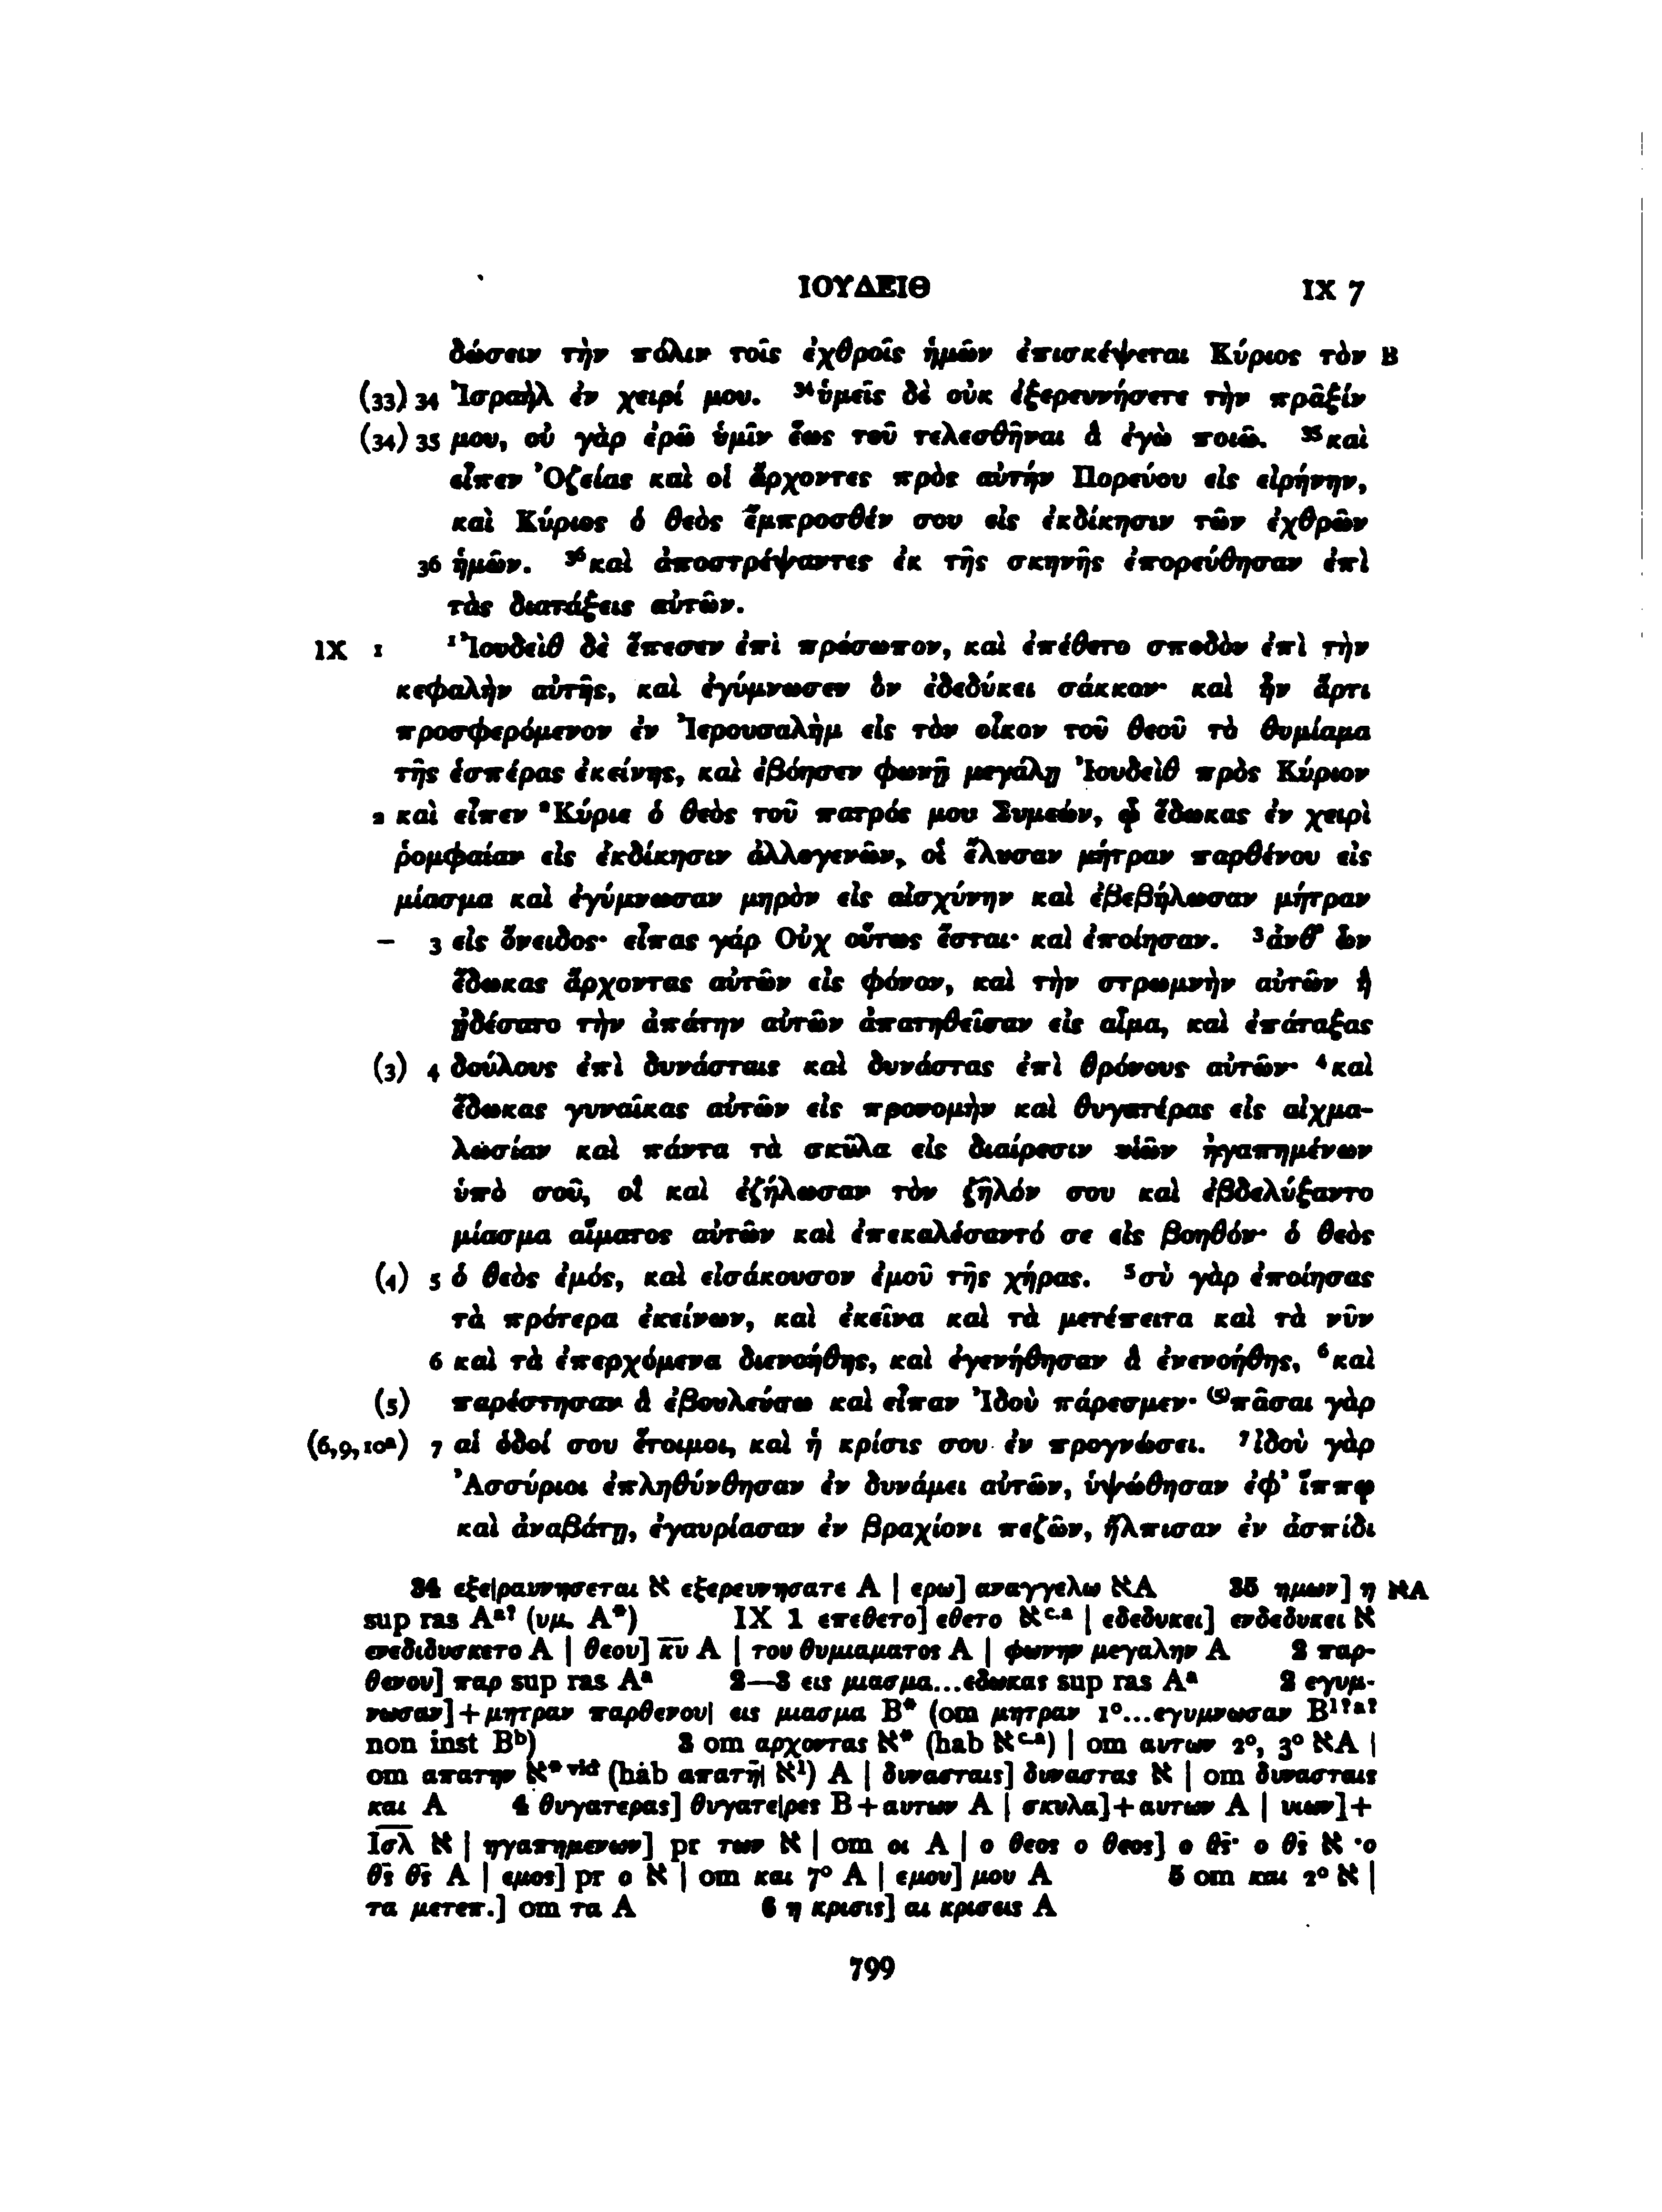 ΙΟΥΔΕΙΘ IX 7
δώσειν τὴν πόλιν τοῖς ἐχθροῖς ἡμῶν ἐπισκέψεται Κύριος τὸν B
(33) 34 Ἰσραὴλ ἐν χειρί μου. ³⁴ὑμεῖς δὲ οὐκ ἐξερευνήσετε τὴν πρᾶξίν
(34) 35 μου, οὐ γὰρ ἐρῶ ὑμῖν ἕως τοῦ τελεσθῆναι ἃ ἐγὼ ποιῶ. ³⁵καὶ
εἶπεν Ὀζείας καὶ οἱ ἄρχοντες πρὸς αὐτήν Πορεύου εἰς εἰρήνην,
καὶ Κύριος ὁ θεὸς ἔμπροσθέν σου εἰς ἐκδίκησιν τῶν ἐχθρῶν
36 ἡμῶν. ³⁶καὶ ἀποστρέψαντες ἐκ τῆς σκηνῆς ἐπορεύθησαν ἐπὶ
τὰς διατάξεις αὐτῶν.
IX 1 ¹Ἰουδεὶθ δὲ ἔπεσεν ἐπὶ πρόσωπον, καὶ ἐπέθετο σποδὸν ἐπὶ τὴν
κεφαλὴν αὐτῆς, καὶ ἐγύμνωσεν ὃν ἐδεδύκει σάκκον· καὶ ἦν ἄρτι
προσφερόμενον ἐν Ἰερουσαλὴμ εἰς τὸν οἶκον τοῦ θεοῦ τὸ θυμίαμα
τῆς ἑσπέρας ἐκείνης, καὶ ἐβόησεν φωνῇ μεγάλῃ Ἰουδεὶθ πρὸς Κύριον
2 καὶ εἶπεν ²Κύριε ὁ θεὸς τοῦ πατρός μου Συμεών, ᾧ ἔδωκας ἐν χειρὶ
ῥομφαίαν εἰς ἐκδίκησιν ἀλλογενῶν, οἳ ἔλυσαν μήτραν παρθένου εἰς
μίασμα καὶ ἐγύμνωσαν μηρὸν εἰς αἰσχύνην καὶ ἐβεβήλωσαν μήτραν
– 3 εἰς ὄνειδος· εἶπας γάρ Οὐχ οὕτως ἔσται· καὶ ἐποίησαν. ³ἀνθ’ ὧν
ἔδωκας ἄρχοντας αὐτῶν εἰς φόνον, καὶ τὴν στρωμνὴν αὐτῶν ἣ
ᾐδέσατο τὴν ἀπάτην αὐτῶν ἀπατηθεῖσαν εἰς αἷμα, καὶ ἐπάταξας
(3) 4 δούλους ἐπὶ δυνάσταις καὶ δυνάστας ἐπὶ θρόνους αὐτῶν· ⁴καὶ
ἔδωκας γυναῖκας αὐτῶν εἰς προνομὴν καὶ θυγατέρας εἰς αἰχμα-
λωσίαν καὶ πάντα τὰ σκῦλα εἰς διαίρεσιν υἱῶν ἠγαπημένων
ὑπὸ σοῦ, οἳ καὶ ἐζήλωσαν τὸν ζῆλόν σου καὶ ἐβδελύξαντο
μίασμα αἵματος αὐτῶν καὶ ἐπεκαλέσαντό σε εἰς βοηθόν· ὁ θεὸς
(4) 5 ὁ θεὸς ἐμός, καὶ εἰσάκουσον ἐμοῦ τῆς χήρας. ⁵σὺ γὰρ ἐποίησας
τὰ πρότερα ἐκείνων, καὶ ἐκεῖνα καὶ τὰ μετέπειτα καὶ τὰ νῦν
6 καὶ τὰ ἐπερχόμενα διενοήθης, καὶ ἐγενήθησαν ἃ ἐνενοήθης, ⁶καὶ
(5) παρέστησαν ἃ ἐβουλεύσω καὶ εἶπαν Ἰδοὺ πάρεσμεν· ⁽⁵⁾πᾶσαι γὰρ
(6,9,10ᵃ) 7 αἱ ὁδοί σου ἕτοιμοι, καὶ ἡ κρίσις σου ἐν προγνώσει. ⁷ἰδοὺ γὰρ
Ἀσσύριοι ἐπληθύνθησαν ἐν δυνάμει αὐτῶν, ὑψώθησαν ἐφ’ ἵππῳ
καὶ ἀναβάτῃ, ἐγαυρίασαν ἐν βραχίονι πεζῶν, ἤλπισαν ἐν ἀσπίδι
34 εξε|ραυνησεται א εξερευνησατε A | ερω] αναγγελω אA 35 ημων] η אA
sup ras Aᵃ? (υμ. A*) IX 1 επεθετο] εθετο אᶜ·ᵃ | εδεδυκει] ενδεδυκει א
ενεδιδυσκετο A | θεου] κ̅υ̅ A | του θυμιαματος A | φωνην μεγαλην A 2 παρ-
θενου] παρ sup ras Aᵃ 2—3 εις μιασμα...εδωκας sup ras Aᵃ 2 εγυμ-
νωσαν]+μητραν παρθενου| εις μιασμα B* (om μητραν 1°...εγυμνωσαν B¹?ᵃ?
non inst Bᵇ) 3 om αρχοντας א* (hab אᶜ·ᵃ) | om αυτων 2°, 3° אA |
om απατην א* ᵛⁱᵈ (hab απατη̅| א¹) A | δυνασταις] δυναστας א | om δυνασταις
και A 4 θυγατερας] θυγατε|ρες B+αυτων A | σκυλα]+αυτων A | υιων]+
Ι̅σ̅λ̅ א | ηγαπημενων] pr των א | om οι A | ο θεος ο θεος] ο θ̅ς̅· ο θ̅ς̅ א ·ο
θ̅ς̅ θ̅ς̅ A | εμος] pr ο א | om και 7° A | εμου] μου A 5 om και 2° א |
τα μετεπ.] om τα A 6 η κρισις] αι κρισεις A
799